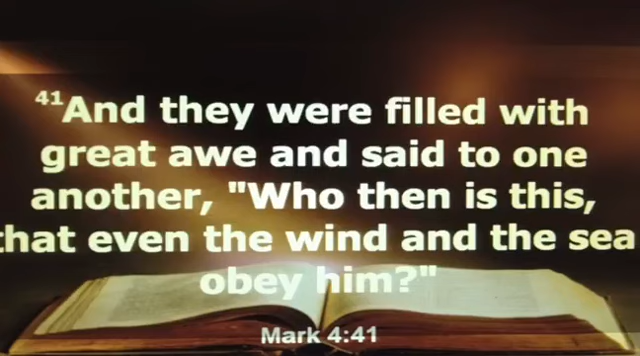 41And they were filled with
great awe and said to one
another, "Who then is this,
that even the wind and the sea
obey him?"
Mark 4:41